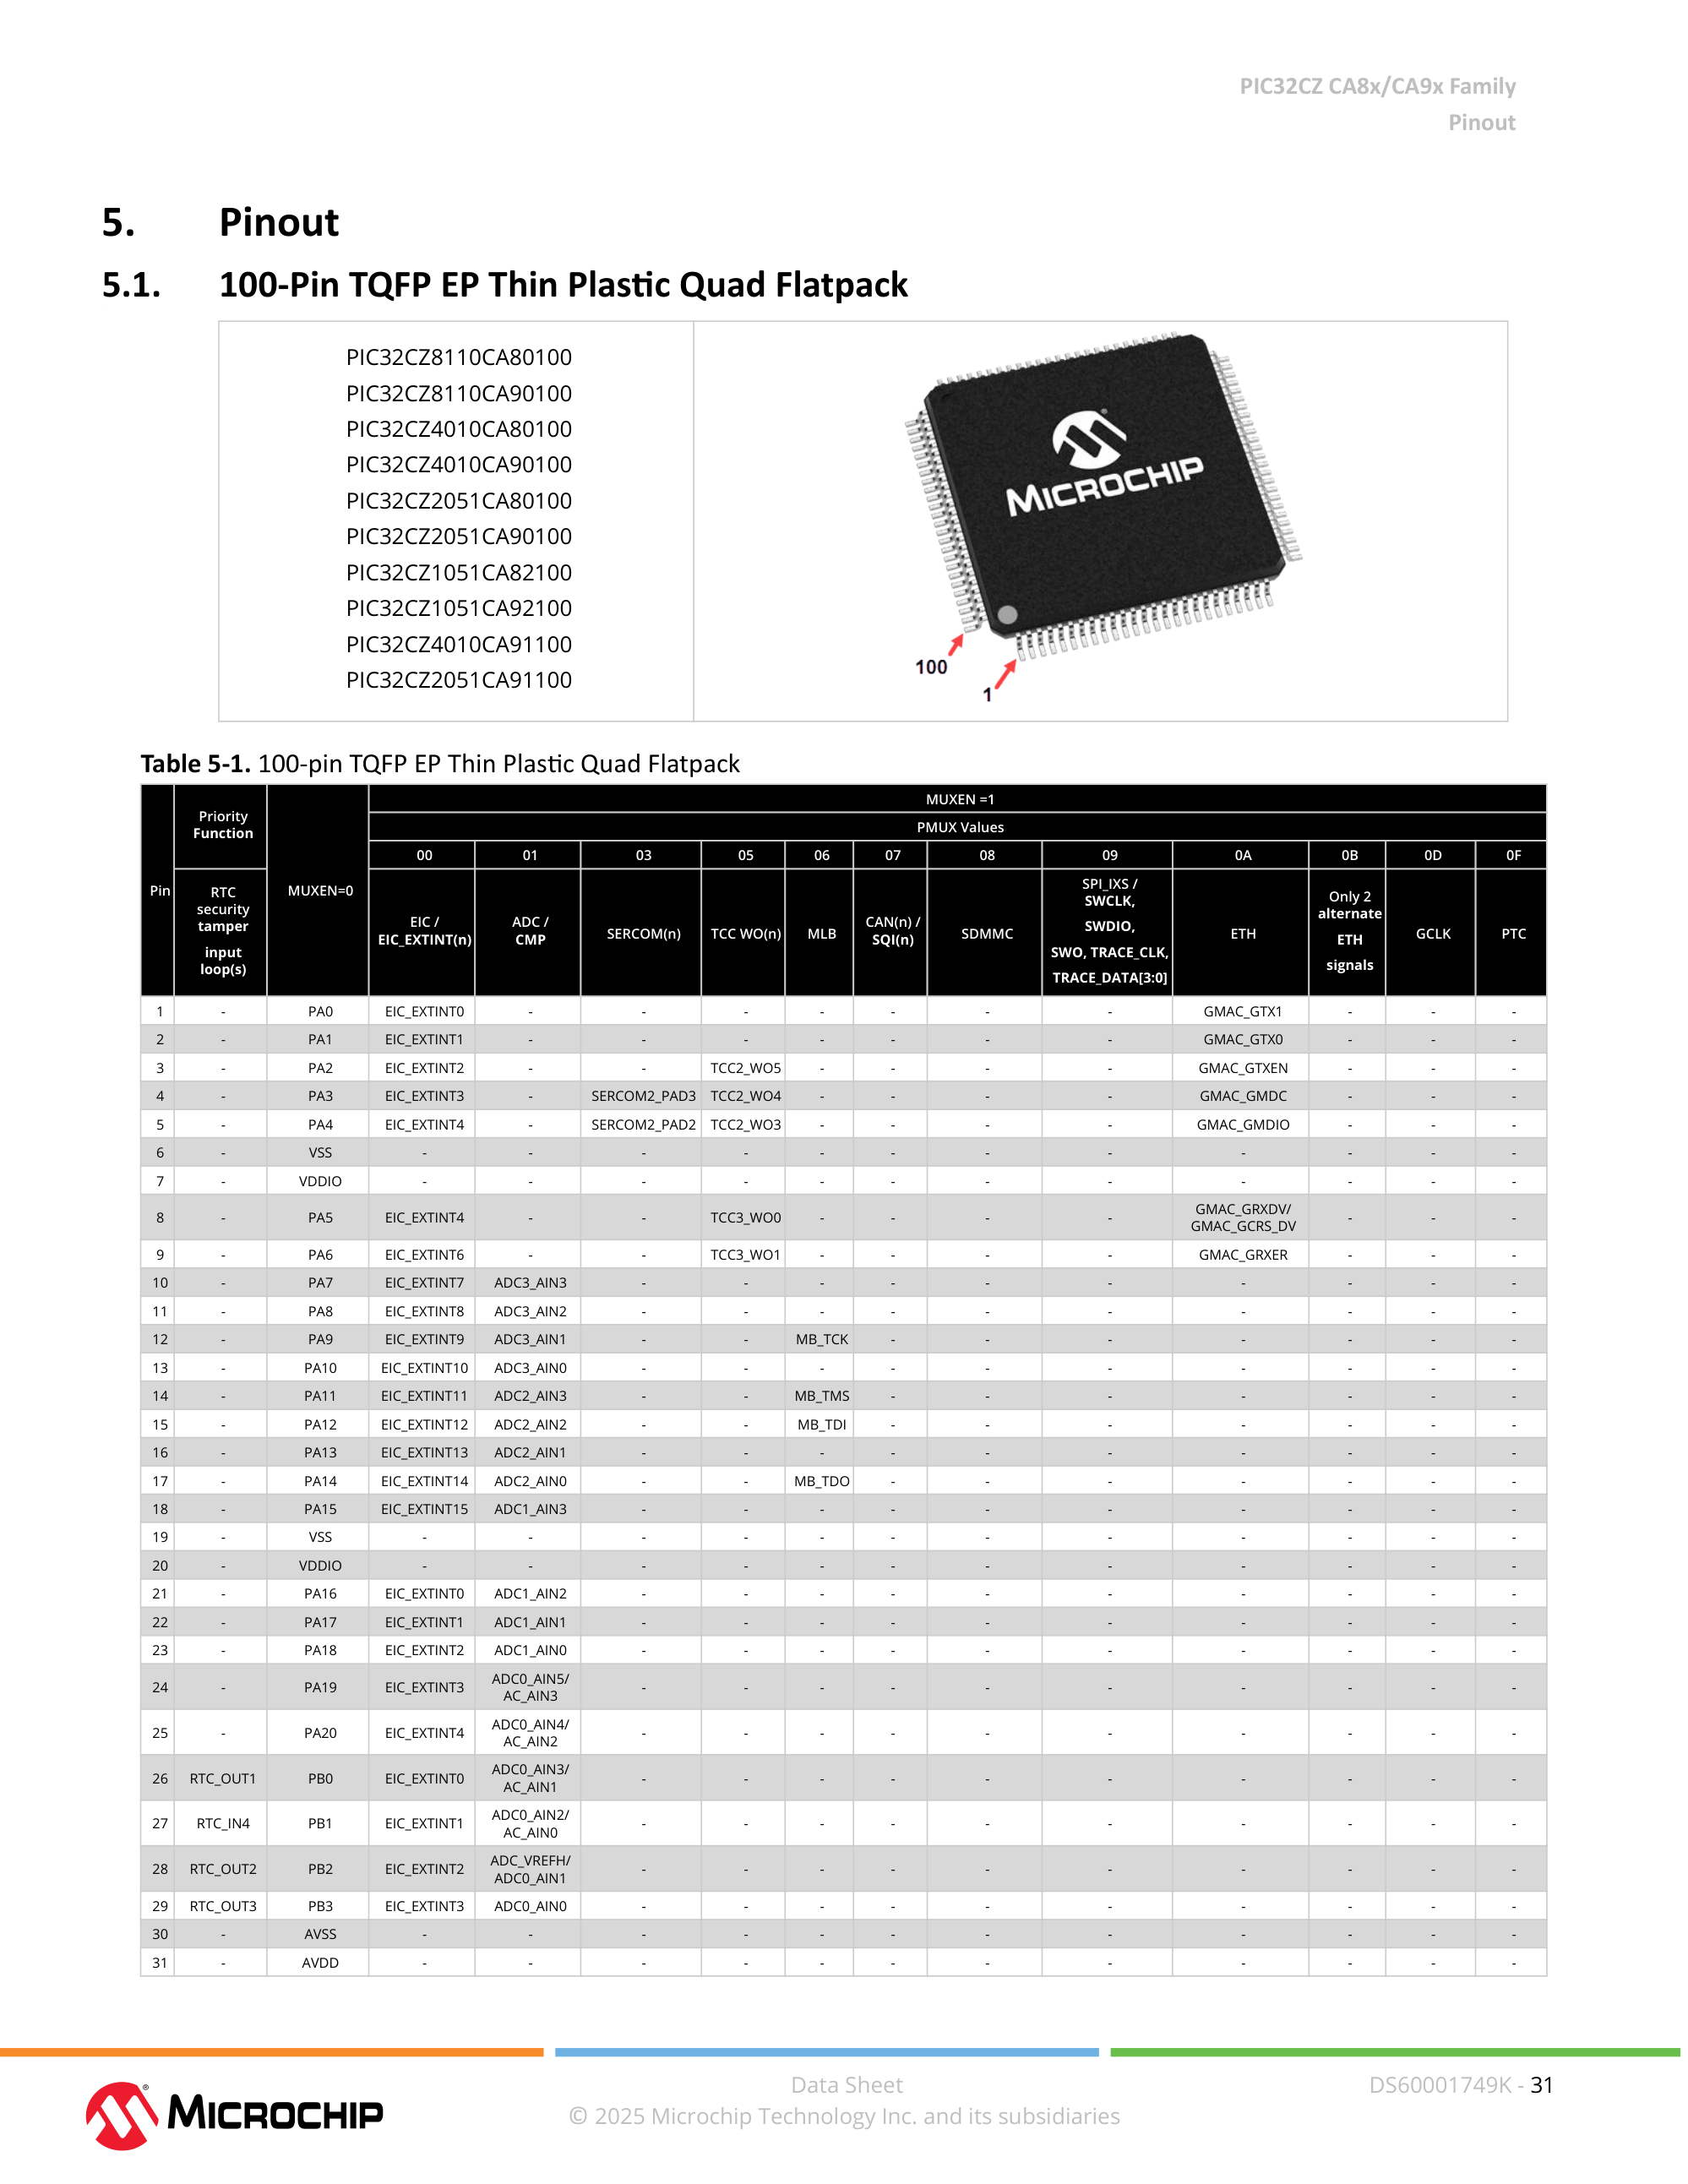 PIC32CZ CA8x/CA9x Family
Pinout
5. Pinout
5.1. 100-Pin TQFP EP Thin Plastic Quad Flatpack
PIC32CZ8110CA80100
PIC32CZ8110CA90100
PIC32CZ4010CA80100
PIC32CZ4010CA90100
PIC32CZ2051CA80100
PIC32CZ2051CA90100
PIC32CZ1051CA82100
PIC32CZ1051CA92100
PIC32CZ4010CA91100
PIC32CZ2051CA91100
MICROCHIP
100
1
Table 5-1. 100-pin TQFP EP Thin Plastic Quad Flatpack
Pin
Priority
Function
RTC
security
tamper
input
loop(s)
MUXEN=0
MUXEN =1
PMUX Values
00 01 03 05 06 07 08 09 0A 0B 0D 0F
EIC /
EIC_EXTINT(n)
ADC /
CMP
SERCOM(n)
TCC WO(n)
MLB
CAN(n) /
SQI(n)
SDMMC
SPI_IXS /
SWCLK,
SWDIO,
SWO, TRACE_CLK,
TRACE_DATA[3:0]
ETH
Only 2
alternate
ETH
signals
GCLK
PTC
1 - PA0 EIC_EXTINT0 - - - - - - - GMAC_GTX1 - - -
2 - PA1 EIC_EXTINT1 - - - - - - - GMAC_GTX0 - - -
3 - PA2 EIC_EXTINT2 - - TCC2_WO5 - - - - GMAC_GTXEN - - -
4 - PA3 EIC_EXTINT3 - SERCOM2_PAD3 TCC2_WO4 - - - - GMAC_GMDC - - -
5 - PA4 EIC_EXTINT4 - SERCOM2_PAD2 TCC2_WO3 - - - - GMAC_GMDIO - - -
6 - VSS - - - - - - - - - - - -
7 - VDDIO - - - - - - - - - - - -
8 - PA5 EIC_EXTINT4 - - TCC3_WO0 - - - - GMAC_GRXDV/
GMAC_GCRS_DV - - -
9 - PA6 EIC_EXTINT6 - - TCC3_WO1 - - - - GMAC_GRXER - - -
10 - PA7 EIC_EXTINT7 ADC3_AIN3 - - - - - - - - - -
11 - PA8 EIC_EXTINT8 ADC3_AIN2 - - - - - - - - - -
12 - PA9 EIC_EXTINT9 ADC3_AIN1 - - MB_TCK - - - - - - -
13 - PA10 EIC_EXTINT10 ADC3_AIN0 - - - - - - - - - -
14 - PA11 EIC_EXTINT11 ADC2_AIN3 - - MB_TMS - - - - - - -
15 - PA12 EIC_EXTINT12 ADC2_AIN2 - - MB_TDI - - - - - - -
16 - PA13 EIC_EXTINT13 ADC2_AIN1 - - - - - - - - - -
17 - PA14 EIC_EXTINT14 ADC2_AIN0 - - MB_TDO - - - - - - -
18 - PA15 EIC_EXTINT15 ADC1_AIN3 - - - - - - - - - -
19 - VSS - - - - - - - - - - - -
20 - VDDIO - - - - - - - - - - - -
21 - PA16 EIC_EXTINT0 ADC1_AIN2 - - - - - - - - - -
22 - PA17 EIC_EXTINT1 ADC1_AIN1 - - - - - - - - - -
23 - PA18 EIC_EXTINT2 ADC1_AIN0 - - - - - - - - - -
24 - PA19 EIC_EXTINT3 ADC0_AIN5/
AC_AIN3 - - - - - - - - - -
25 - PA20 EIC_EXTINT4 ADC0_AIN4/
AC_AIN2 - - - - - - - - - -
26 RTC_OUT1 PB0 EIC_EXTINT0 ADC0_AIN3/
AC_AIN1 - - - - - - - - - -
27 RTC_IN4 PB1 EIC_EXTINT1 ADC0_AIN2/
AC_AIN0 - - - - - - - - - -
28 RTC_OUT2 PB2 EIC_EXTINT2 ADC_VREFH/
ADC0_AIN1 - - - - - - - - - -
29 RTC_OUT3 PB3 EIC_EXTINT3 ADC0_AIN0 - - - - - - - - - -
30 - AVSS - - - - - - - - - - - -
31 - AVDD - - - - - - - - - - - -
MICROCHIP
Data Sheet
© 2025 Microchip Technology Inc. and its subsidiaries
DS60001749K - 31